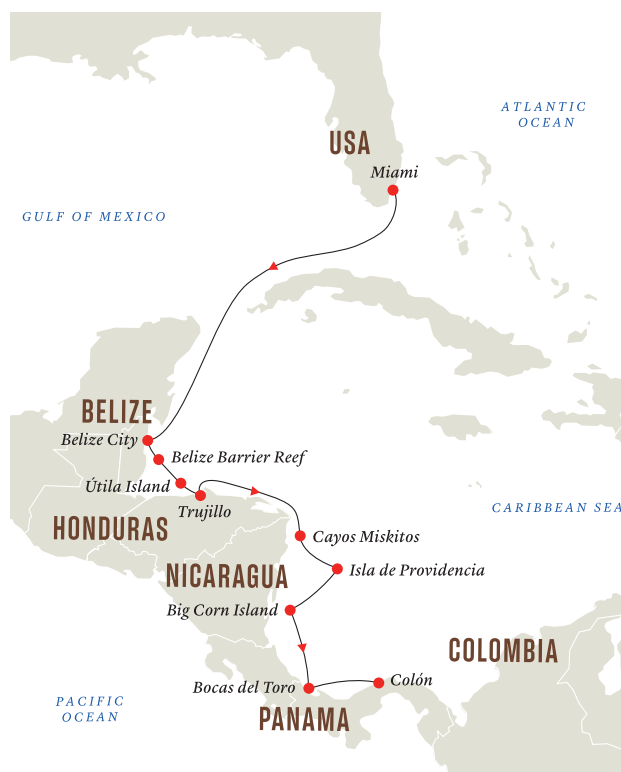 ATLANTIC
OCEAN
USA
Miami
GULF OF MEXICO
BELIZE
Belize City
Belize Barrier Reef
Útila Island
Trujillo
CARIBBEAN SEA
HONDURAS
Cayos Miskitos
NICARAGUA
Isla de Providencia
Big Corn Island
COLOMBIA
Colón
Bocas del Toro
PACIFIC
OCEAN
PANAMA